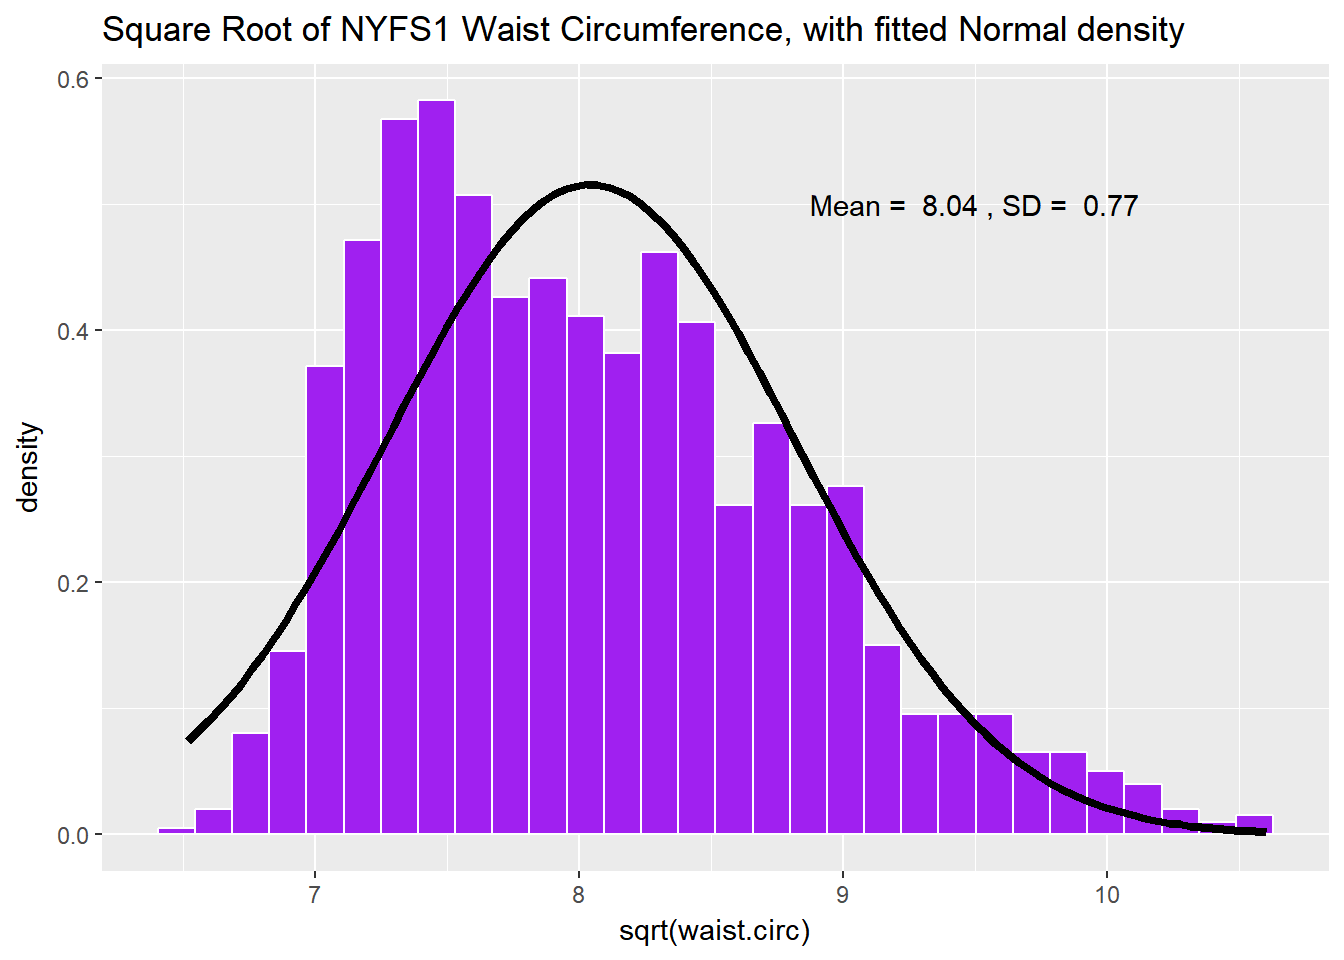 Square Root of NYFS1 Waist Circumference, with fitted Normal density
0.6
Mean =  8.04 , SD =  0.77
0.4
density
0.2
0.0
7 8 9 10
sqrt(waist.circ)